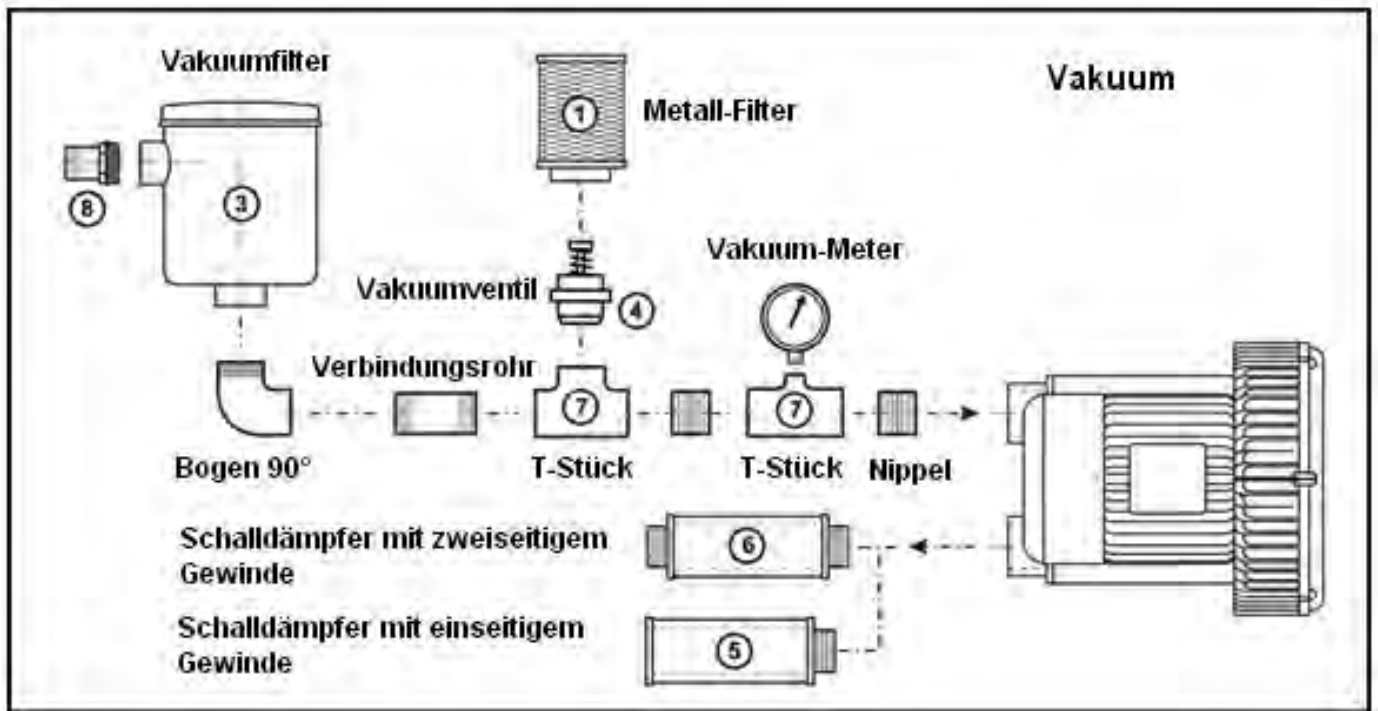 Vakuumfilter
Vakuum
1
Metall-Filter
8
3
Vakuum-Meter
Vakuumventil
4
Verbindungsrohr
7
7
Bogen 90°
T-Stück
T-Stück
Nippel
Schalldämpfer mit zweiseitigem
Gewinde
6
Schalldämpfer mit einseitigem
Gewinde
5